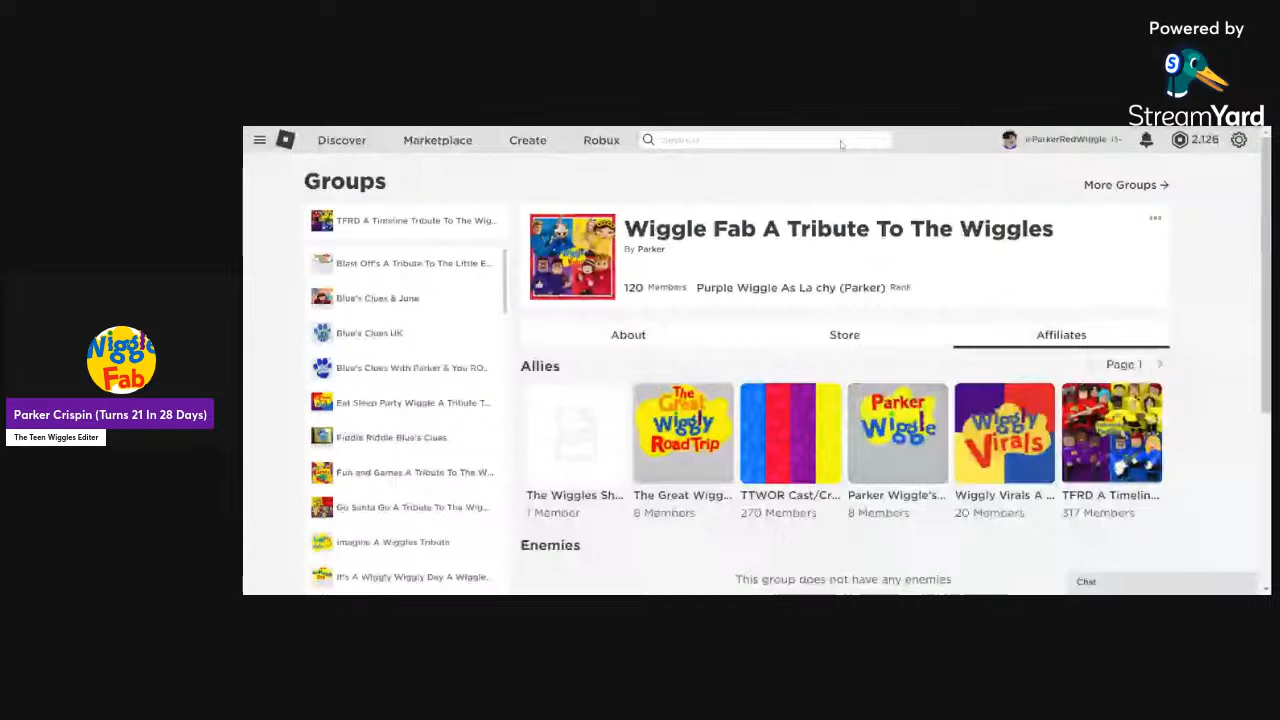 Powered by
StreamYard
Discover
Marketplace
Create
Robux
Search
@ParkerRedWiggle
2,126
Groups
More Groups →
TFRD A Timeline Tribute To The Wig...
Blast Off's A Tribute To The Little E...
Blue's Clues & June
Blue's Clues UK
Blue's Clues With Parker & You RO..
Eat Sleep Party Wiggle A Tribute T...
Fiddle Riddle Blue's Clues
Fun and Games A Tribute To The W...
Go Santa Go A Tribute To The Wig...
Imagine A Wiggles Tribute
It's A Wiggly Wiggly Day A Wiggle..
Wiggle Fab A Tribute To The Wiggles
By Parker
120 Members Purple Wiggle As La chy (Parker) Rank
About
Store
Affiliates
Allies
Page 1
The Great Wiggly Road Trip
Parker Wiggle
Wiggly Virals
The Wiggles Sh...
1 Member
The Great Wigg...
8 Members
TTWOR Cast/Cr...
270 Members
Parker Wiggle's...
8 Members
Wiggly Virals A ...
20 Members
TFRD A Timelin...
317 Members
Enemies
This group does not have any enemies
Chat
Wiggle Fab
Parker Crispin (Turns 21 In 28 Days)
The Teen Wiggles Editer